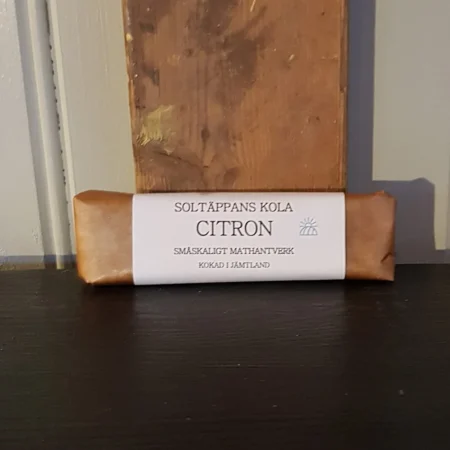 SOLTÄPPANS KOLA
CITRON
SMÅSKALIGT MATHANTVERK
KOKAD I JÄMTLAND